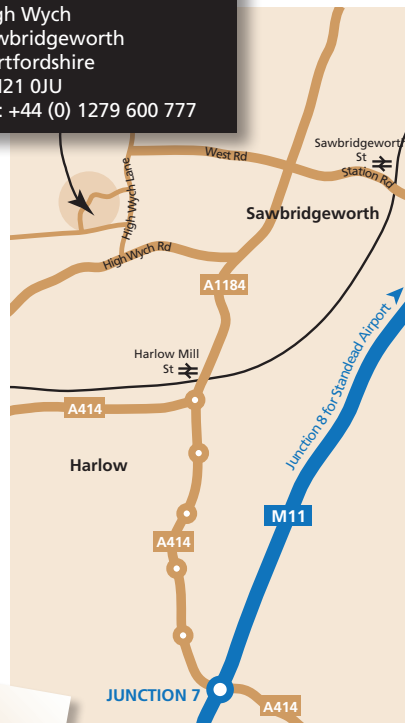 gh Wych
wbridgeworth
rtfordshire
121 0JU
: +44 (0) 1279 600 777
Sawbridgeworth
St
West Rd
Station Rd
High Wych Lane
Sawbridgeworth
High Wych Rd
A1184
Harlow Mill
St
Junction 8 for Standead Airport
A414
Harlow
M11
A414
JUNCTION 7
A414